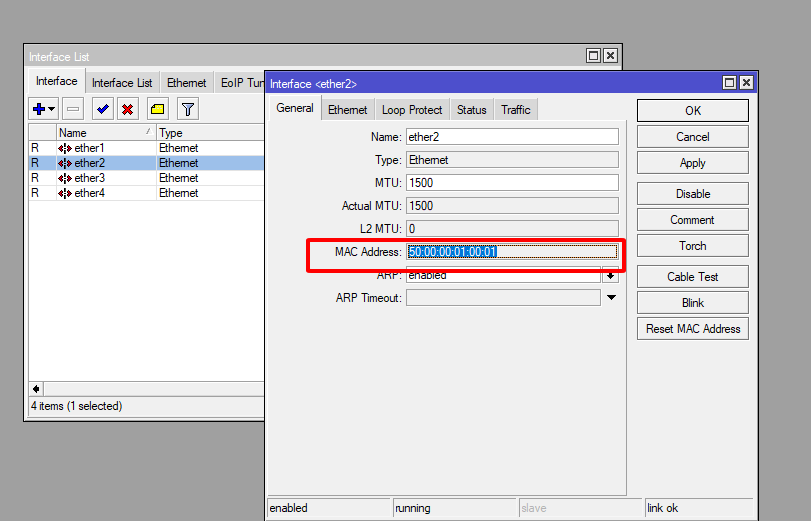 Interface List
Interface Interface List Ethernet EoIP Tun
Name Type
R ether1 Ethernet
R ether2 Ethernet
R ether3 Ethernet
R ether4 Ethernet
4 items (1 selected)
Interface <ether2>
General Ethernet Loop Protect Status Traffic
Name: ether2
Type: Ethernet
MTU: 1500
Actual MTU: 1500
L2 MTU: 0
MAC Address: 50:00:00:01:00:01
ARP: enabled
ARP Timeout:
OK
Cancel
Apply
Disable
Comment
Torch
Cable Test
Blink
Reset MAC Address
enabled running slave link ok